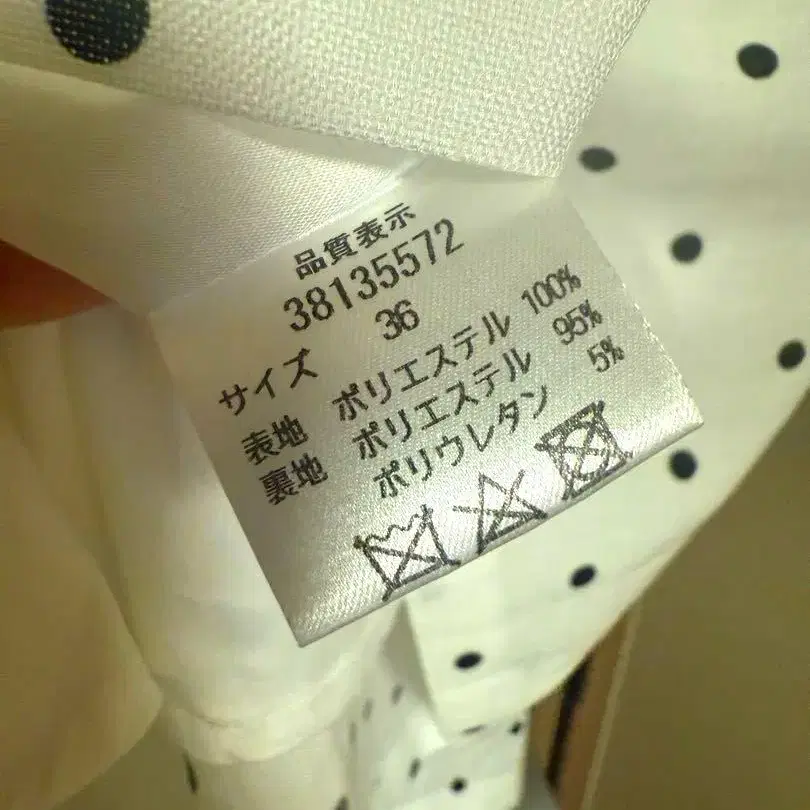 品質表示
38135572
サイズ 36
表地 ポリエステル 100%
裏地 ポリエステル 95%
ポリウレタン 5%